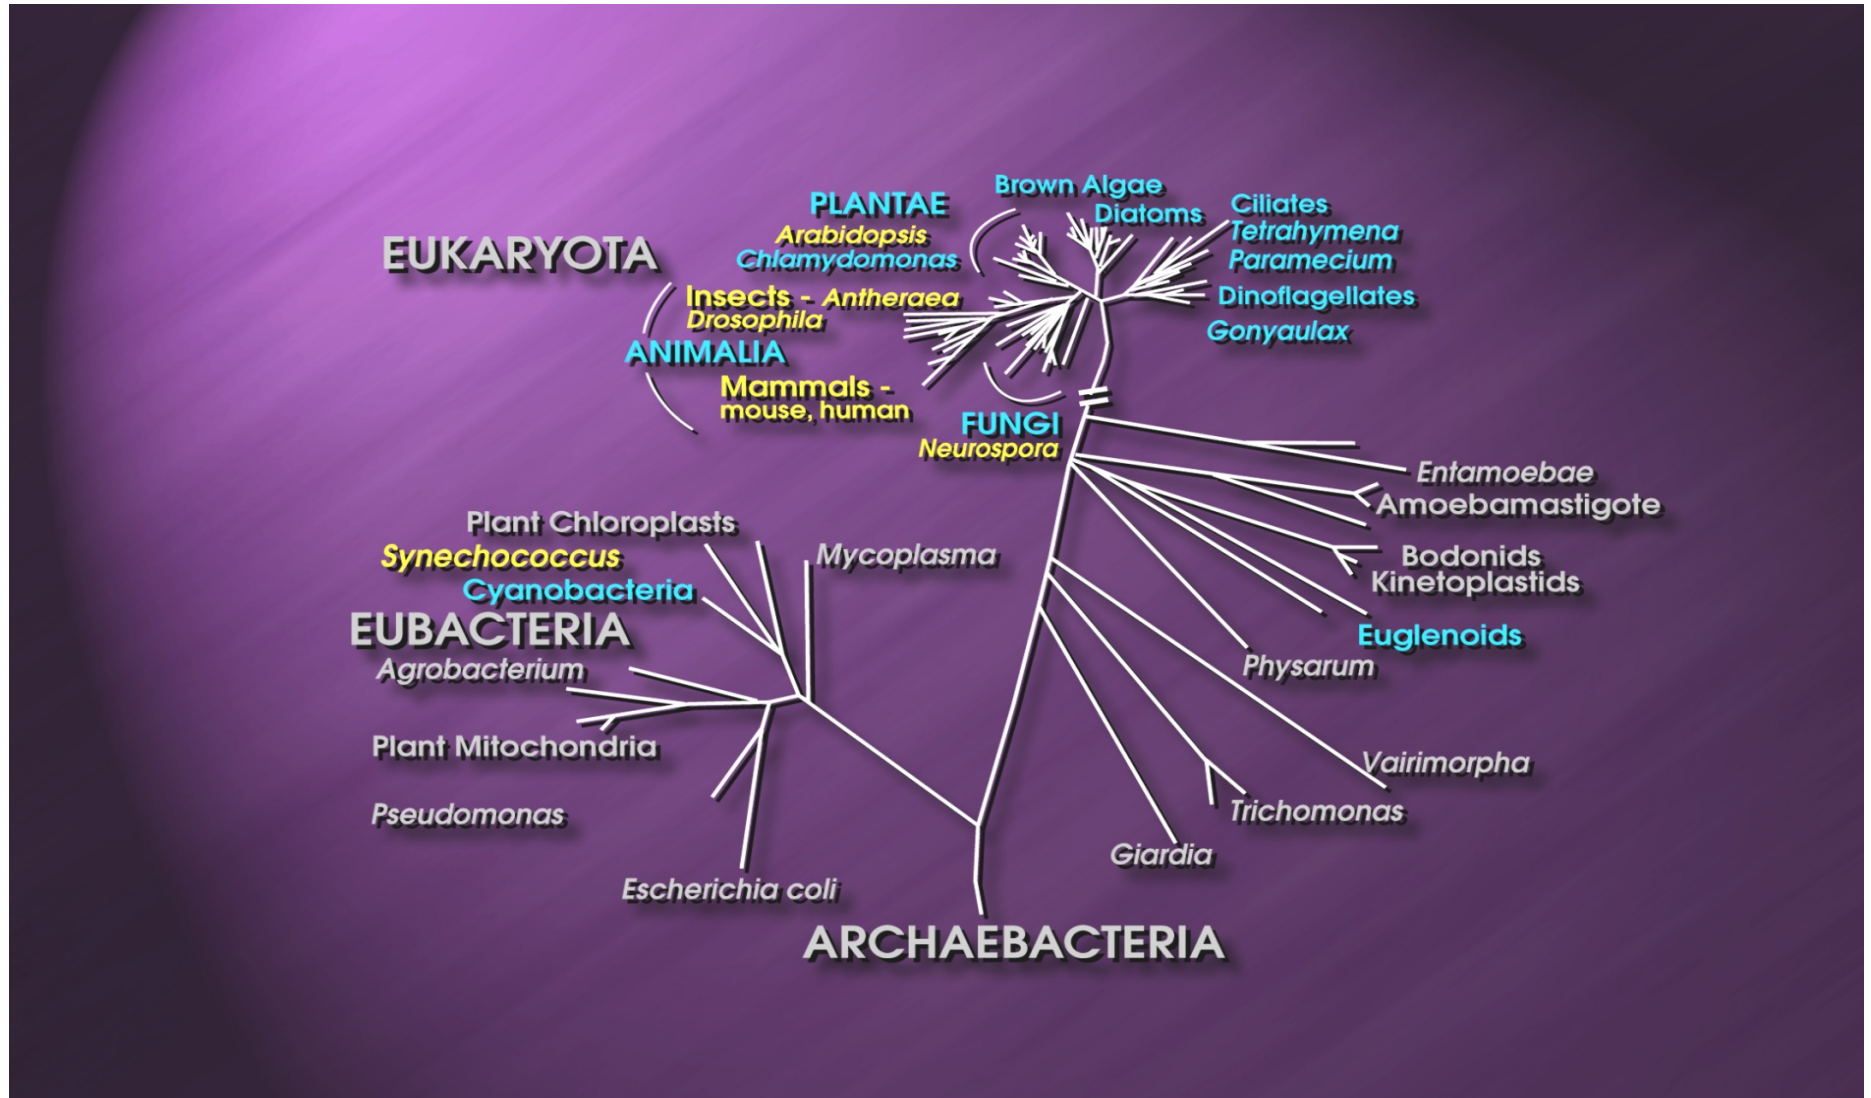 Brown Algae
PLANTAE
Diatoms
Ciliates
Arabidopsis
Tetrahymena
EUKARYOTA
Chlamydomonas
Paramecium
Insects - Antheraea
Dinoflagellates
Drosophila
Gonyaulax
ANIMALIA
Mammals -
mouse, human
FUNGI
Neurospora
Entamoebae
Amoebamastigote
Plant Chloroplasts
Synechococcus
Mycoplasma
Bodonids
Kinetoplastids
Cyanobacteria
EUBACTERIA
Euglenoids
Agrobacterium
Physarum
Plant Mitochondria
Vairimorpha
Pseudomonas
Trichomonas
Giardia
Escherichia coli
ARCHAEBACTERIA